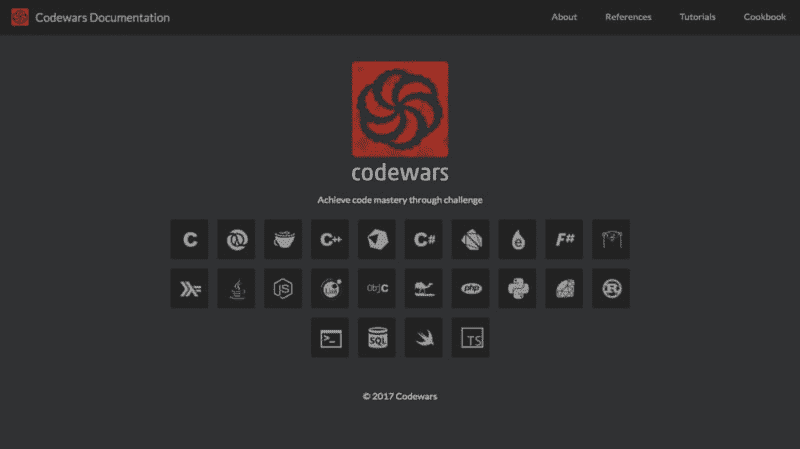 Codewars Documentation
About References Tutorials Cookbook
codewars
Achieve code mastery through challenge
C C++ C# e F#
JS ObjC php
>_ SQL TS
© 2017 Codewars